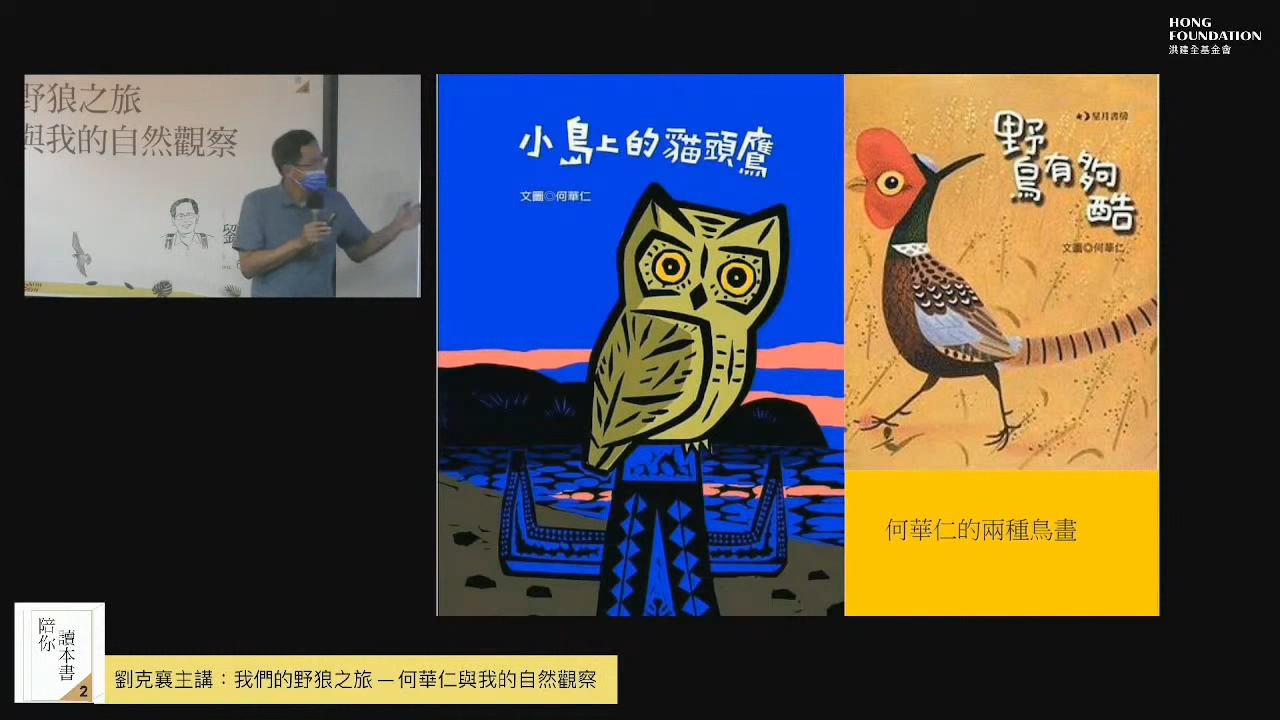 HONG
FOUNDATION
洪建全基金會
野狼之旅
與我的自然觀察
劉
小島上的貓頭鷹
文圖◎何華仁
星月書房
野鳥有夠酷
文圖◎何華仁
何華仁的兩種鳥畫
陪你
讀本書
2
劉克襄主講：我們的野狼之旅 — 何華仁與我的自然觀察